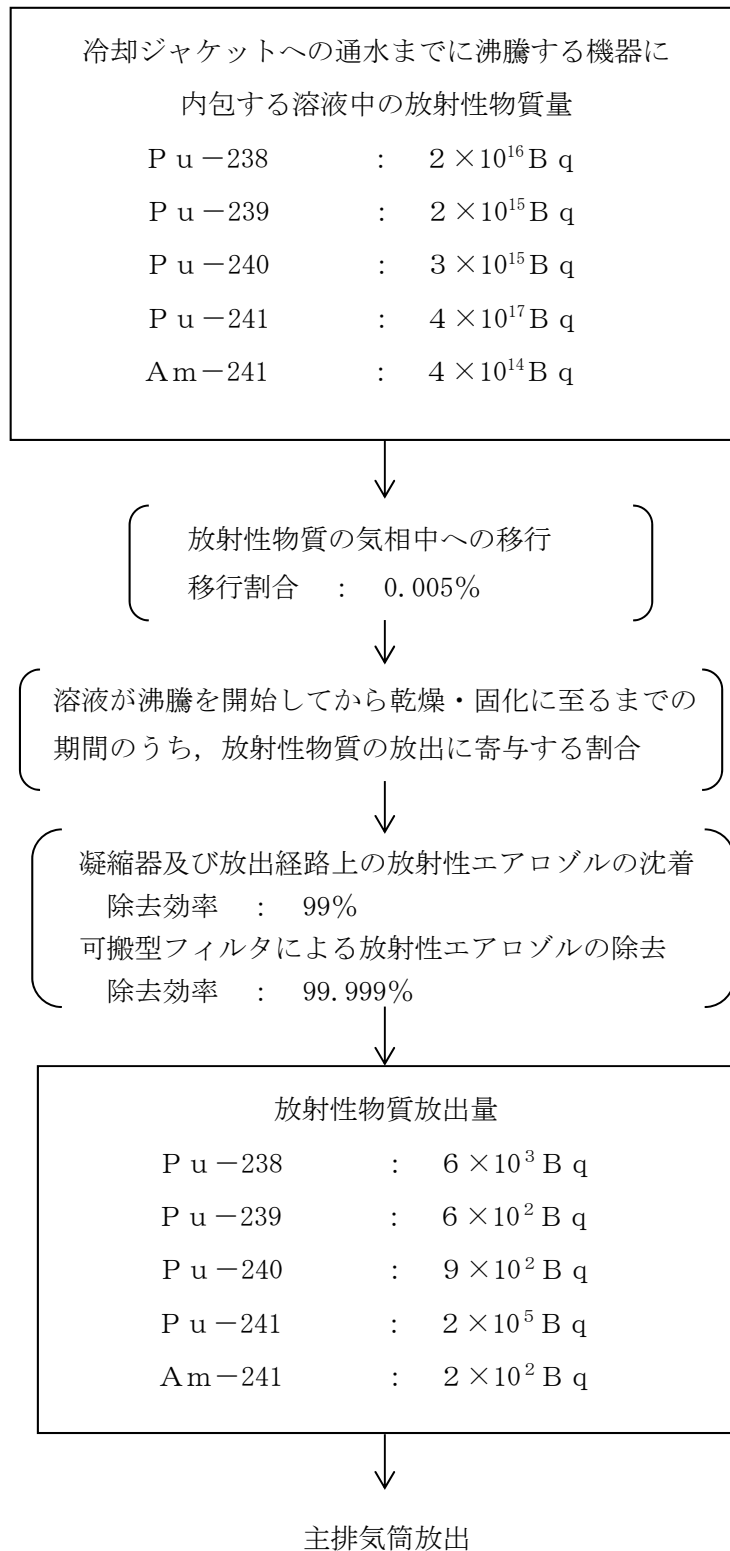 冷却ジャケットへの通水までに沸騰する機器に
内包する溶液中の放射性物質量
Ｐｕ－238 : 2×10¹⁶Ｂｑ
Ｐｕ－239 : 2×10¹⁵Ｂｑ
Ｐｕ－240 : 3×10¹⁵Ｂｑ
Ｐｕ－241 : 4×10¹⁷Ｂｑ
Ａｍ－241 : 4×10¹⁴Ｂｑ
放射性物質の気相中への移行
移行割合 : 0.005％
溶液が沸騰を開始してから乾燥・固化に至るまでの
期間のうち，放射性物質の放出に寄与する割合
凝縮器及び放出経路上の放射性エアロゾルの沈着
除去効率 : 99％
可搬型フィルタによる放射性エアロゾルの除去
除去効率 : 99.999％
放射性物質放出量
Ｐｕ－238 : 6×10³Ｂｑ
Ｐｕ－239 : 6×10²Ｂｑ
Ｐｕ－240 : 9×10²Ｂｑ
Ｐｕ－241 : 2×10⁵Ｂｑ
Ａｍ－241 : 2×10²Ｂｑ
主排気筒放出